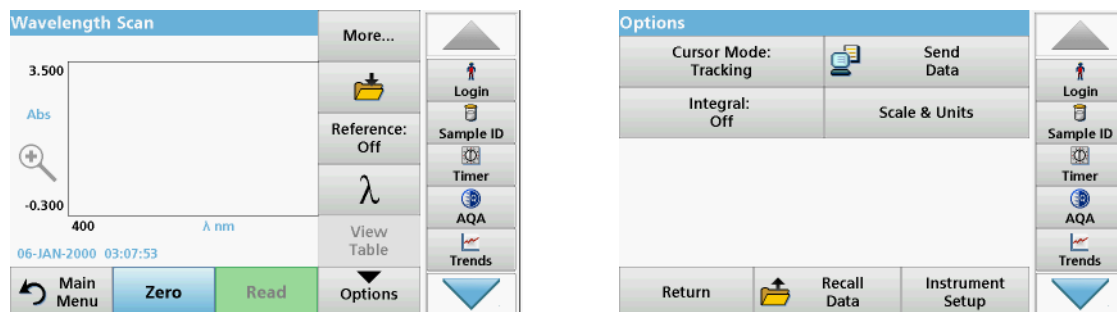 Wavelength Scan
More...
3.500
Abs
Reference:
Off
-0.300
400
λ nm
λ
View
Table
06-JAN-2000 03:07:53
Main
Menu
Zero
Read
Options
Login
Sample ID
Timer
AQA
Trends
Options
Cursor Mode:
Tracking
Send
Data
Integral:
Off
Scale & Units
Return
Recall
Data
Instrument
Setup
Login
Sample ID
Timer
AQA
Trends